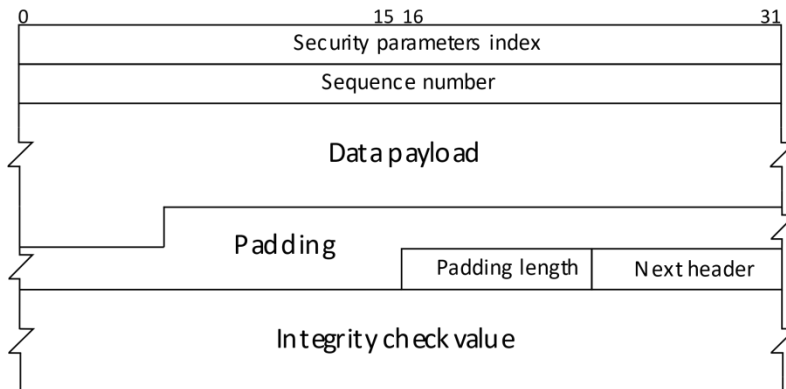 0 15 16 31
Security parameters index
Sequence number
Data payload
Padding
Padding length Next header
Integrity check value